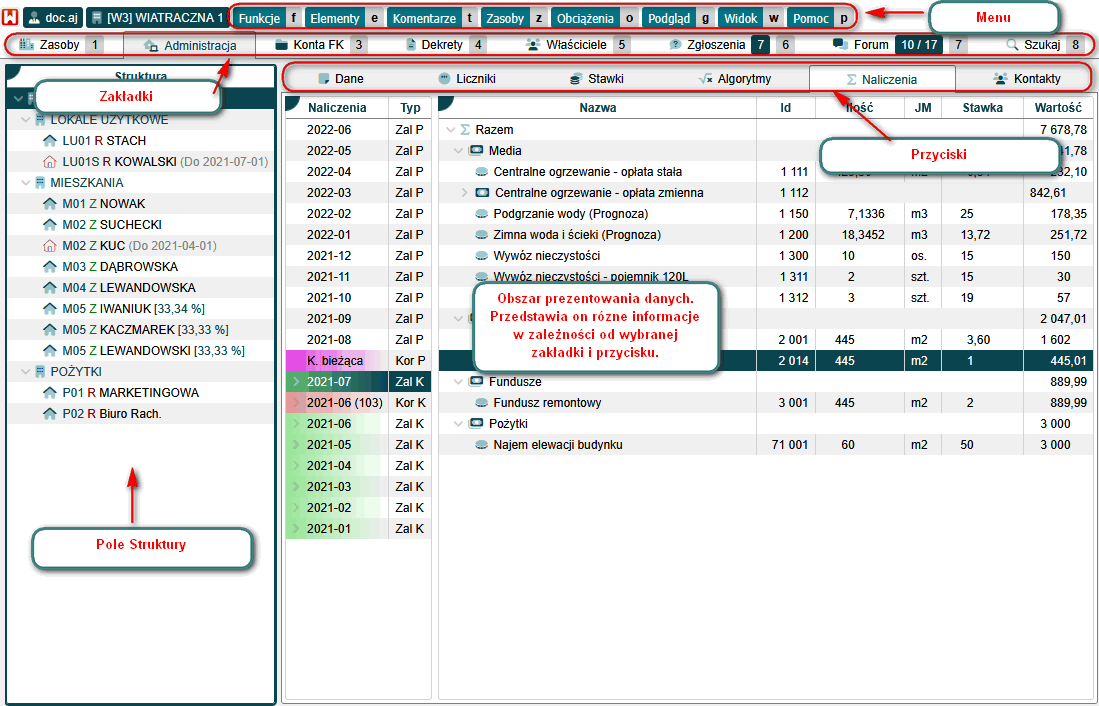 doc.aj [W3] WIATRACZNA 1 Funkcje f Elementy e Komentarze t Zasoby z Obciążenia o Podgląd g Widok w Pomoc p Menu
Zasoby 1 Administracja Konta FK 3 Dekrety 4 Właściciele 5 Zgłoszenia 7 6 Forum 10 / 17 7 Szukaj 8
Struktura
Zakładki
Dane Liczniki Stawki Algorytmy Naliczenia Kontakty
Przyciski
LOKALE UŻYTKOWE
LU01 R STACH
LU01S R KOWALSKI (Do 2021-07-01)
MIESZKANIA
M01 Z NOWAK
M02 Z SUCHECKI
M02 Z KUC (Do 2021-04-01)
M03 Z DĄBROWSKA
M04 Z LEWANDOWSKA
M05 Z IWANIUK [33,34 %]
M05 Z KACZMAREK [33,33 %]
M05 Z LEWANDOWSKI [33,33 %]
POŻYTKI
P01 R MARKETINGOWA
P02 R Biuro Rach.
Pole Struktury
Naliczenia Typ
2022-06 Zal P
2022-05 Zal P
2022-04 Zal P
2022-03 Zal P
2022-02 Zal P
2022-01 Zal P
2021-12 Zal P
2021-11 Zal P
2021-10 Zal P
2021-09 Zal P
2021-08 Zal P
K. bieżąca Kor P
2021-07 Zal K
2021-06 (103) Kor K
2021-06 Zal K
2021-05 Zal K
2021-04 Zal K
2021-03 Zal K
2021-02 Zal K
2021-01 Zal K
Nazwa Id Ilość JM Stawka Wartość
Razem 7 678,78
Media
Centralne ogrzewanie - opłata stała 1 111
Centralne ogrzewanie - opłata zmienna 1 112 842,61
Podgrzanie wody (Prognoza) 1 150 7,1336 m3 25 178,35
Zimna woda i ścieki (Prognoza) 1 200 18,3452 m3 13,72 251,72
Wywóz nieczystości 1 300 10 os. 15 150
Wywóz nieczystości - pojemnik 120L 1 311 2 szt. 15 30
1 312 3 szt. 19 57
2 047,01
2 001 445 m2 3,60 1 602
2 014 445 m2 1 445,01
Obszar prezentowania danych.
Przedstawia on rózne informacje
w zależności od wybranej
zakładki i przycisku.
Fundusze 889,99
Fundusz remontowy 3 001 445 m2 2 889,99
Pożytki 3 000
Najem elewacji budynku 71 001 60 m2 50 3 000